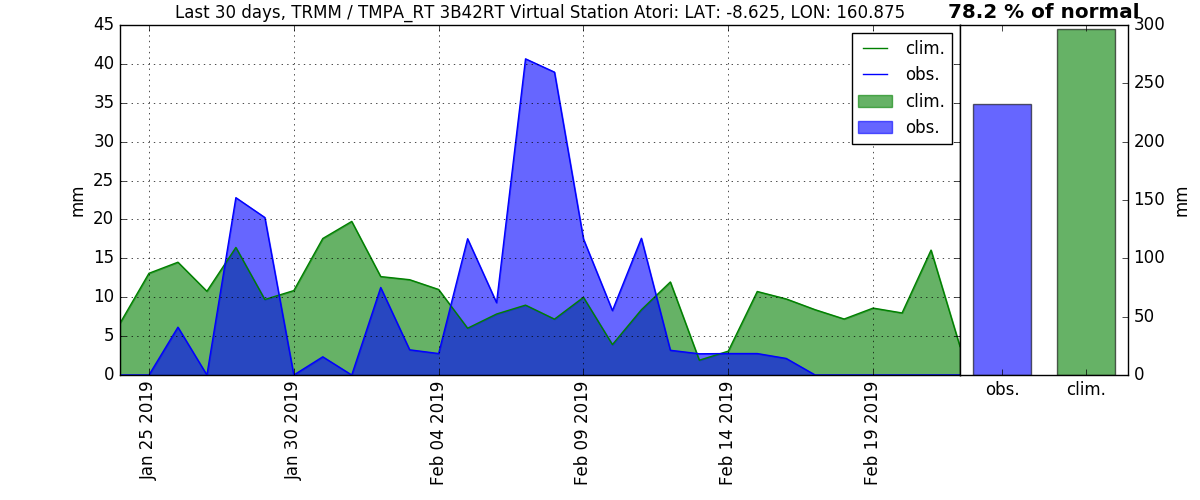 Last 30 days, TRMM / TMPA_RT 3B42RT Virtual Station Atori: LAT: -8.625, LON: 160.875
78.2 % of normal
45
40
35
30
25
20
15
10
5
0
mm
clim.
obs.
clim.
obs.
Jan 25 2019
Jan 30 2019
Feb 04 2019
Feb 09 2019
Feb 14 2019
Feb 19 2019
300
250
200
150
100
50
0
mm
obs.
clim.